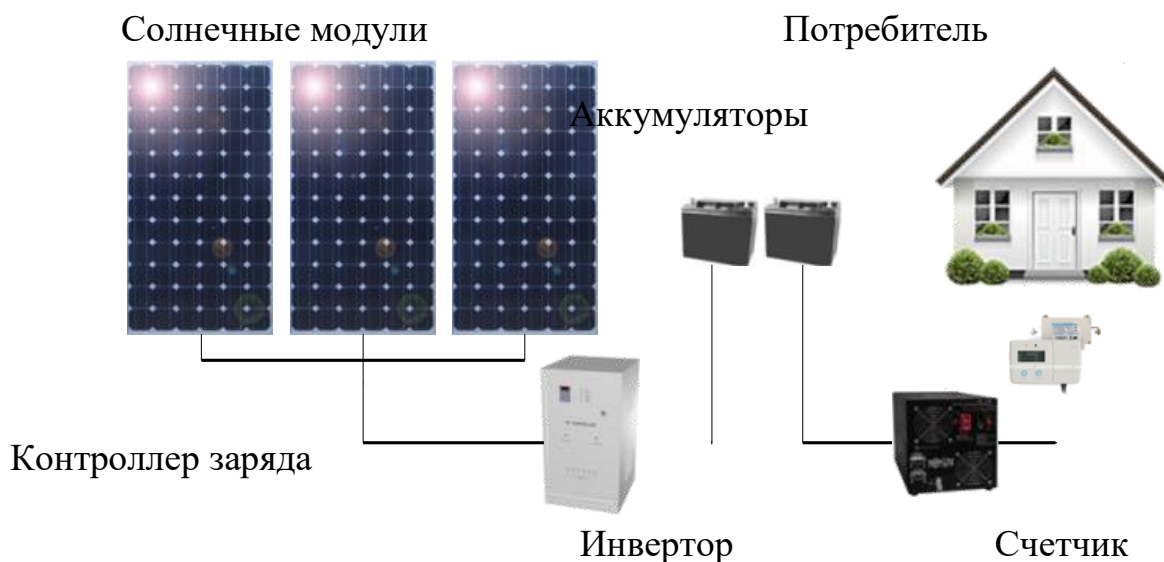 Солнечные модули
Потребитель
Аккумуляторы
Контроллер заряда
Инвертор
Счетчик